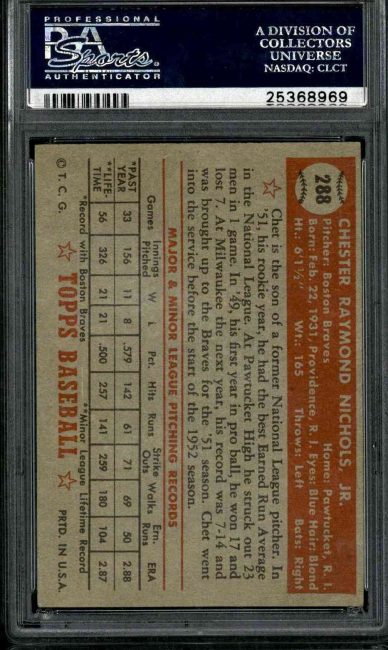 PROFESSIONAL
PSA
Sports
AUTHENTICATOR
A DIVISION OF
COLLECTORS
UNIVERSE
NASDAQ: CLCT
25368969
288
CHESTER RAYMOND NICHOLS, JR.
Pitcher: Boston Braves Home: Pawtucket, R. I.
Born: Feb. 22, 1931, Providence, R. I. Eyes: Blue Hair: Blond
Ht.: 6'1½" Wt.: 165 Throws: Left Bats: Right
Chet is the son of a former National League pitcher. In
'51, his rookie year, he had the best Earned Run Average
in the National League. At Pawtucket High he struck out 23
men in 1 game. In '49, his first year in pro ball, he won 17 and
lost 7. At Milwaukee the next year, his record was 7-14 and
was brought up to the Braves for the '51 season. Chet went
into the service before the start of the 1952 season.
MAJOR & MINOR LEAGUE PITCHING RECORDS
Games Innings Pitched W L Pct. Hits Runs Strike Outs Walks Ern. Runs ERA
*PAST YEAR 33 156 11 8 .579 142 61 71 69 50 2.88
**LIFE-TIME 56 326 21 21 .500 257 141 259 180 104 2.87
*Record with Boston Braves **Minor League Lifetime Record
© T. C. G. TOPPS BASEBALL PRTD. IN U.S.A.